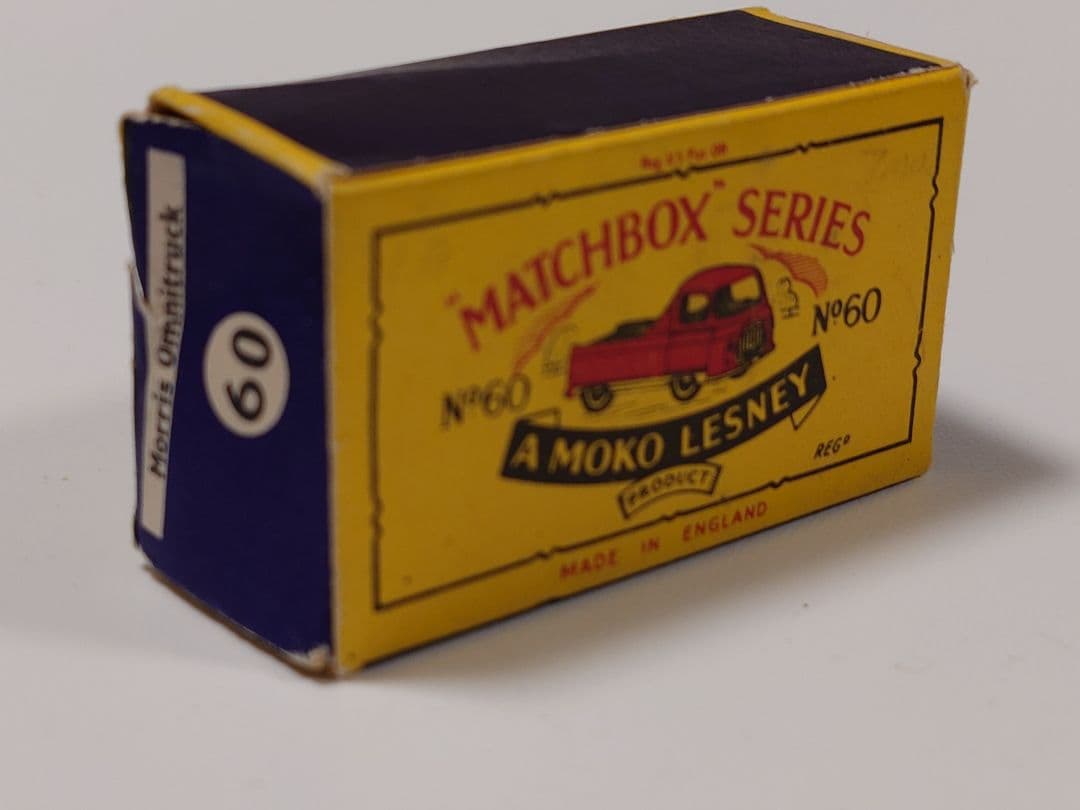 Morris Omnitruck
60
"MATCHBOX" SERIES
Nº60
Nº60
A MOKO LESNEY
PRODUCT
REGᴰ
MADE IN ENGLAND